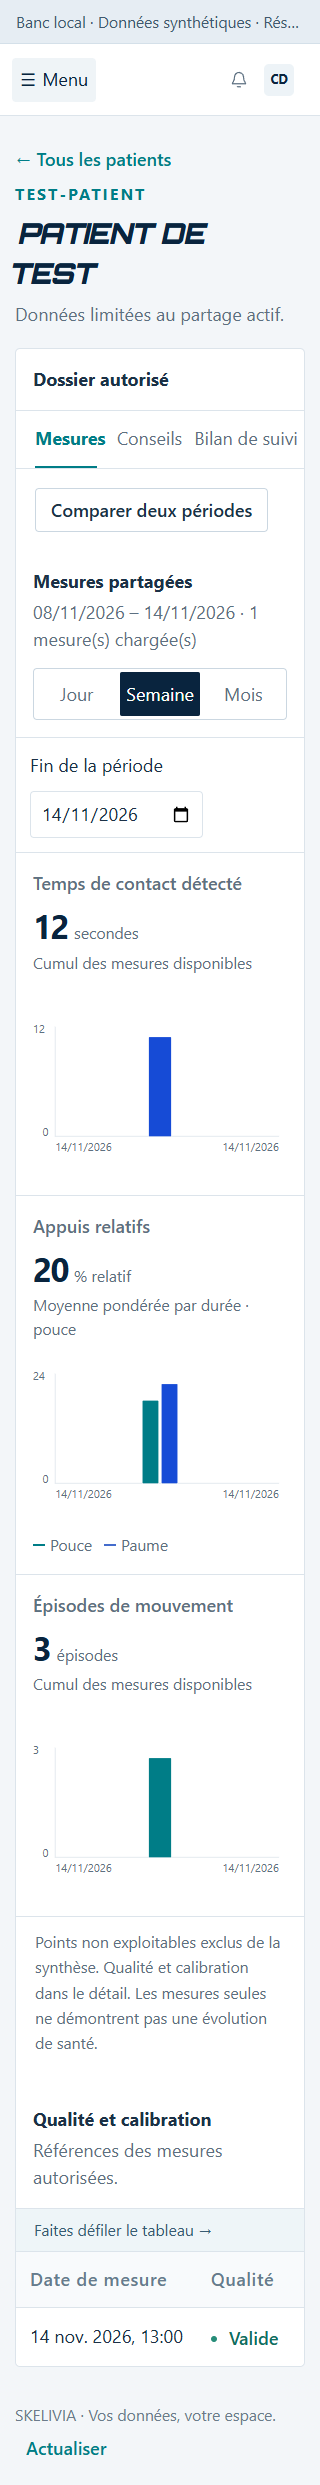 Banc local · Données synthétiques · Rés...
☰ Menu
CD
← Tous les patients
TEST-PATIENT
PATIENT DE
TEST
Données limitées au partage actif.
Dossier autorisé
Mesures Conseils Bilan de suivi
Comparer deux périodes
Mesures partagées
08/11/2026 – 14/11/2026 · 1
mesure(s) chargée(s)
Jour Semaine Mois
Fin de la période
14/11/2026
Temps de contact détecté
12 secondes
Cumul des mesures disponibles
12
0
14/11/2026 14/11/2026
Appuis relatifs
20 % relatif
Moyenne pondérée par durée ·
pouce
24
0
14/11/2026 14/11/2026
Pouce Paume
Épisodes de mouvement
3 épisodes
Cumul des mesures disponibles
3
0
14/11/2026 14/11/2026
Points non exploitables exclus de la
synthèse. Qualité et calibration
dans le détail. Les mesures seules
ne démontrent pas une évolution
de santé.
Qualité et calibration
Références des mesures
autorisées.
Faites défiler le tableau →
Date de mesure Qualité
14 nov. 2026, 13:00 • Valide
SKELIVIA · Vos données, votre espace.
Actualiser